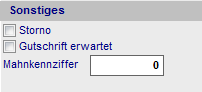 Sonstiges
Storno
Gutschrift erwartet
Mahnkennziffer 0